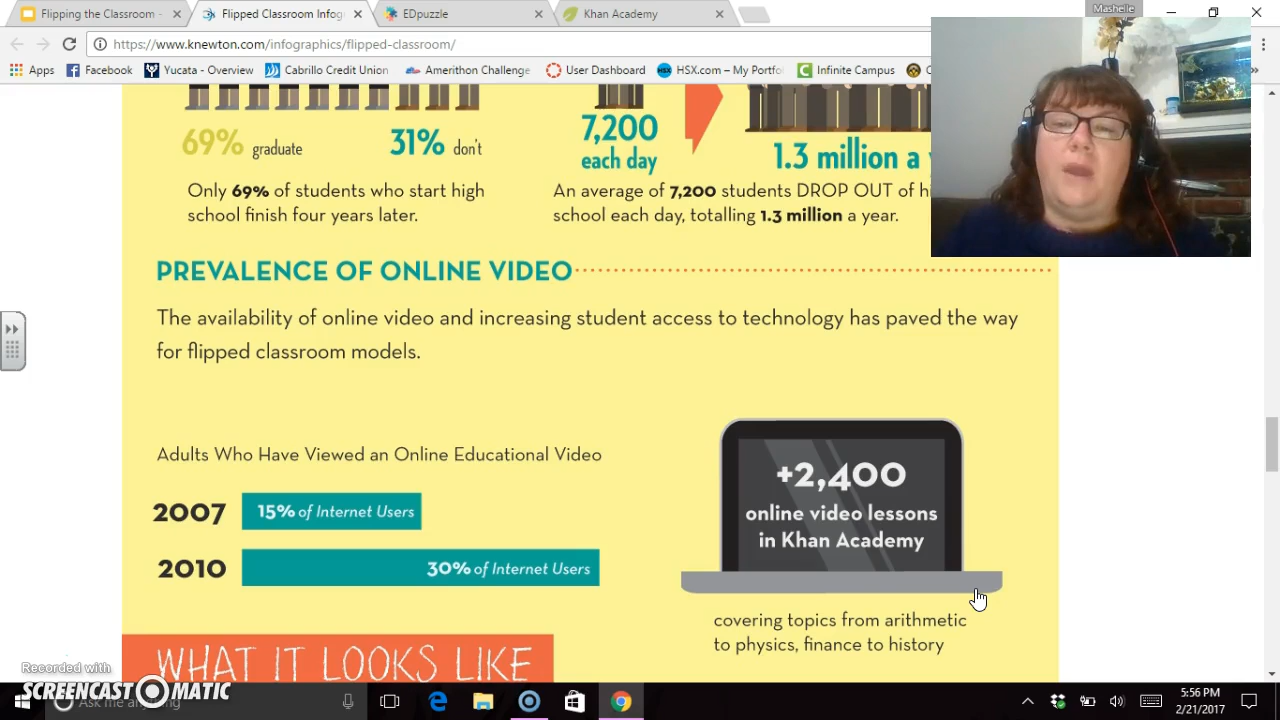 Flipping the Classroom -
Flipped Classroom Infog
EDpuzzle
Khan Academy
Mashelle
https://www.knewton.com/infographics/flipped-classroom/
Apps
Facebook
Yucata - Overview
Cabrillo Credit Union
Amerithon Challenge
User Dashboard
HSX.com – My Portfo
Infinite Campus
69% graduate
31% don't
7,200
each day
1.3 million a
Only 69% of students who start high
school finish four years later.
An average of 7,200 students DROP OUT of hi
school each day, totalling 1.3 million a year.
PREVALENCE OF ONLINE VIDEO
The availability of online video and increasing student access to technology has paved the way
for flipped classroom models.
Adults Who Have Viewed an Online Educational Video
2007 15% of Internet Users
2010 30% of Internet Users
+2,400
online video lessons
in Khan Academy
covering topics from arithmetic
to physics, finance to history
WHAT IT LOOKS LIKE
Recorded with
SCREENCAST MATIC
Ask me anything
5:56 PM
2/21/2017